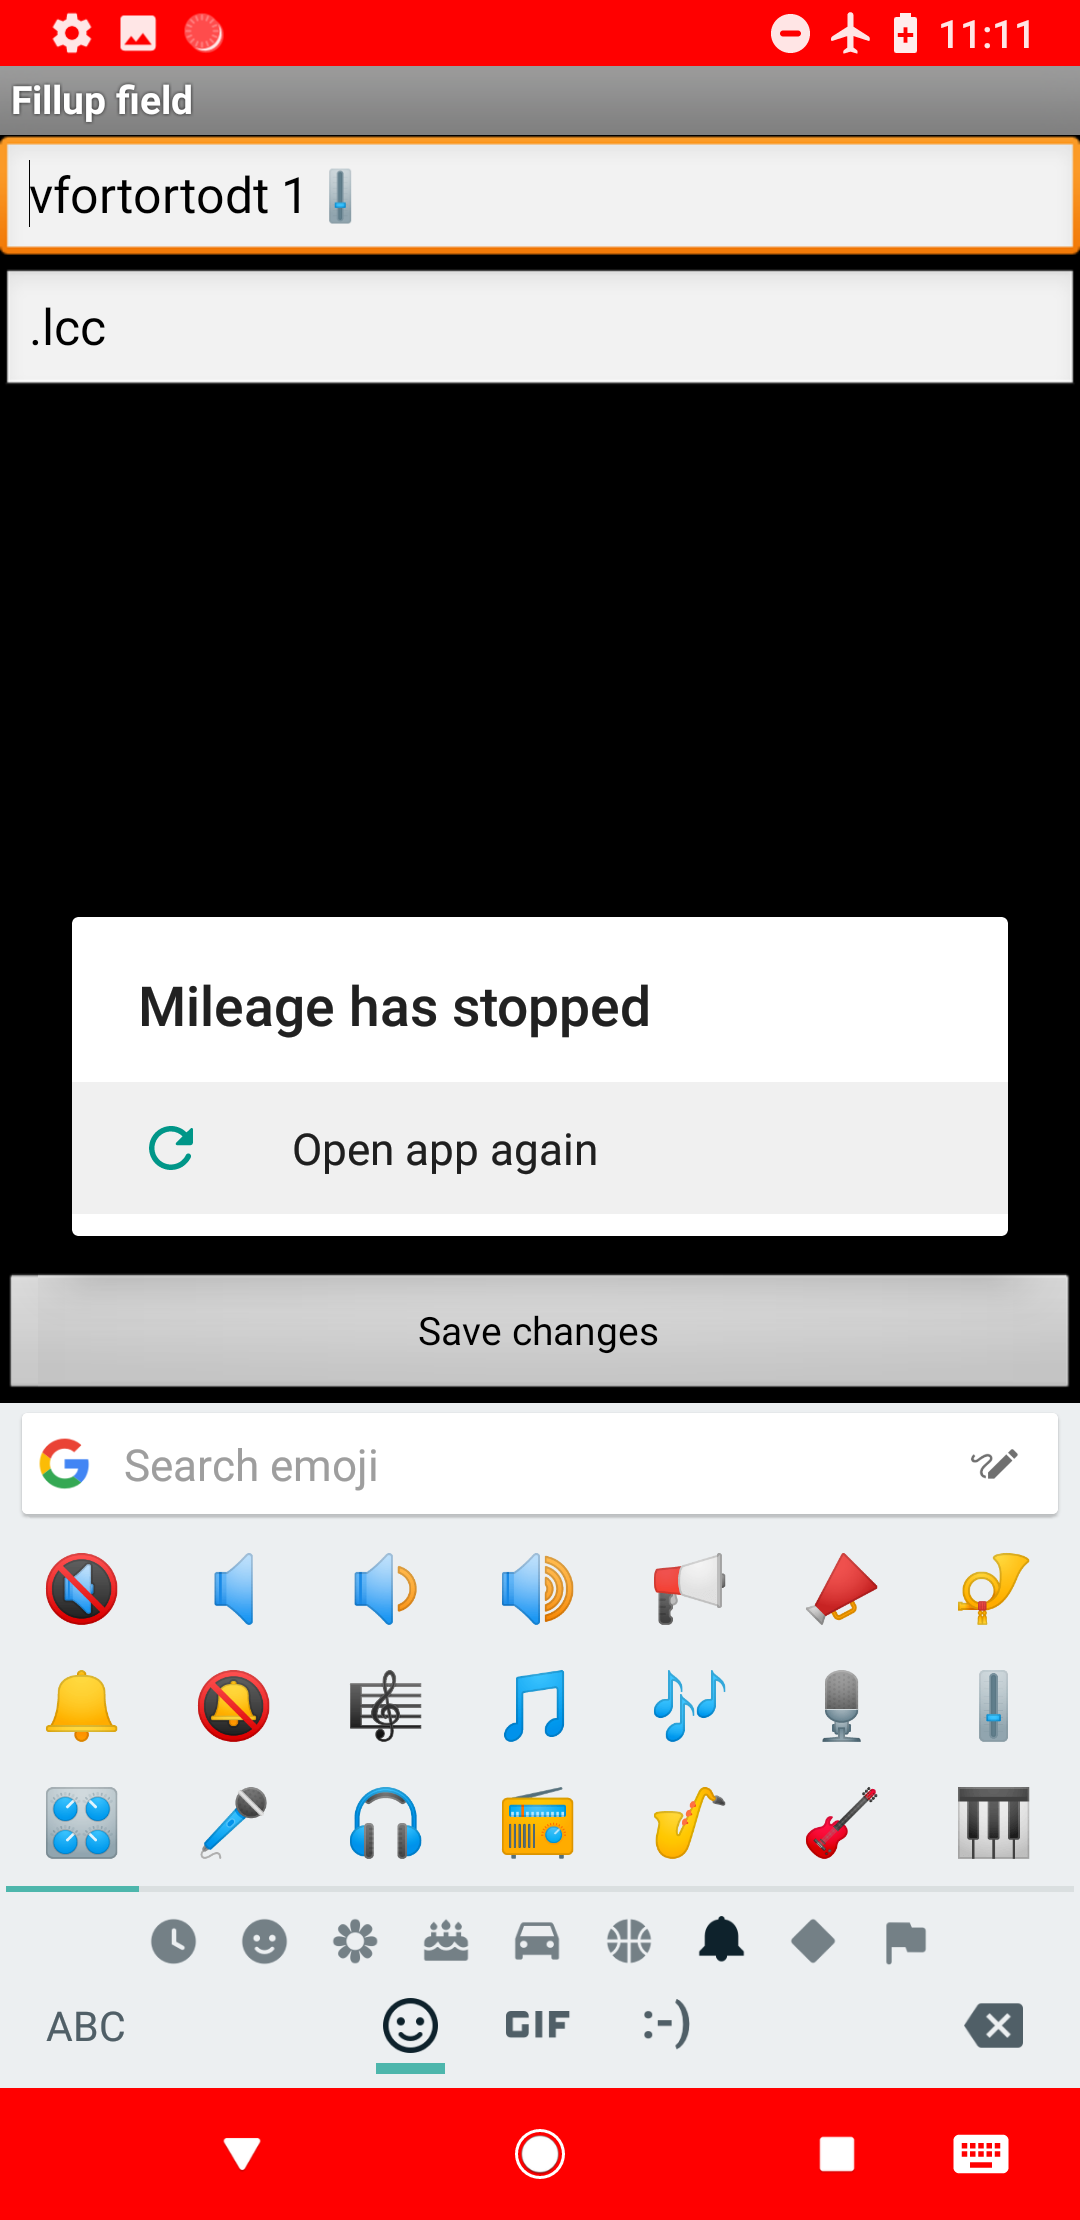 11:11
Fillup field
vfortortodt 1 🎚
.lcc
Mileage has stopped
Open app again
Save changes
Search emoji
ABC
GIF
:-)